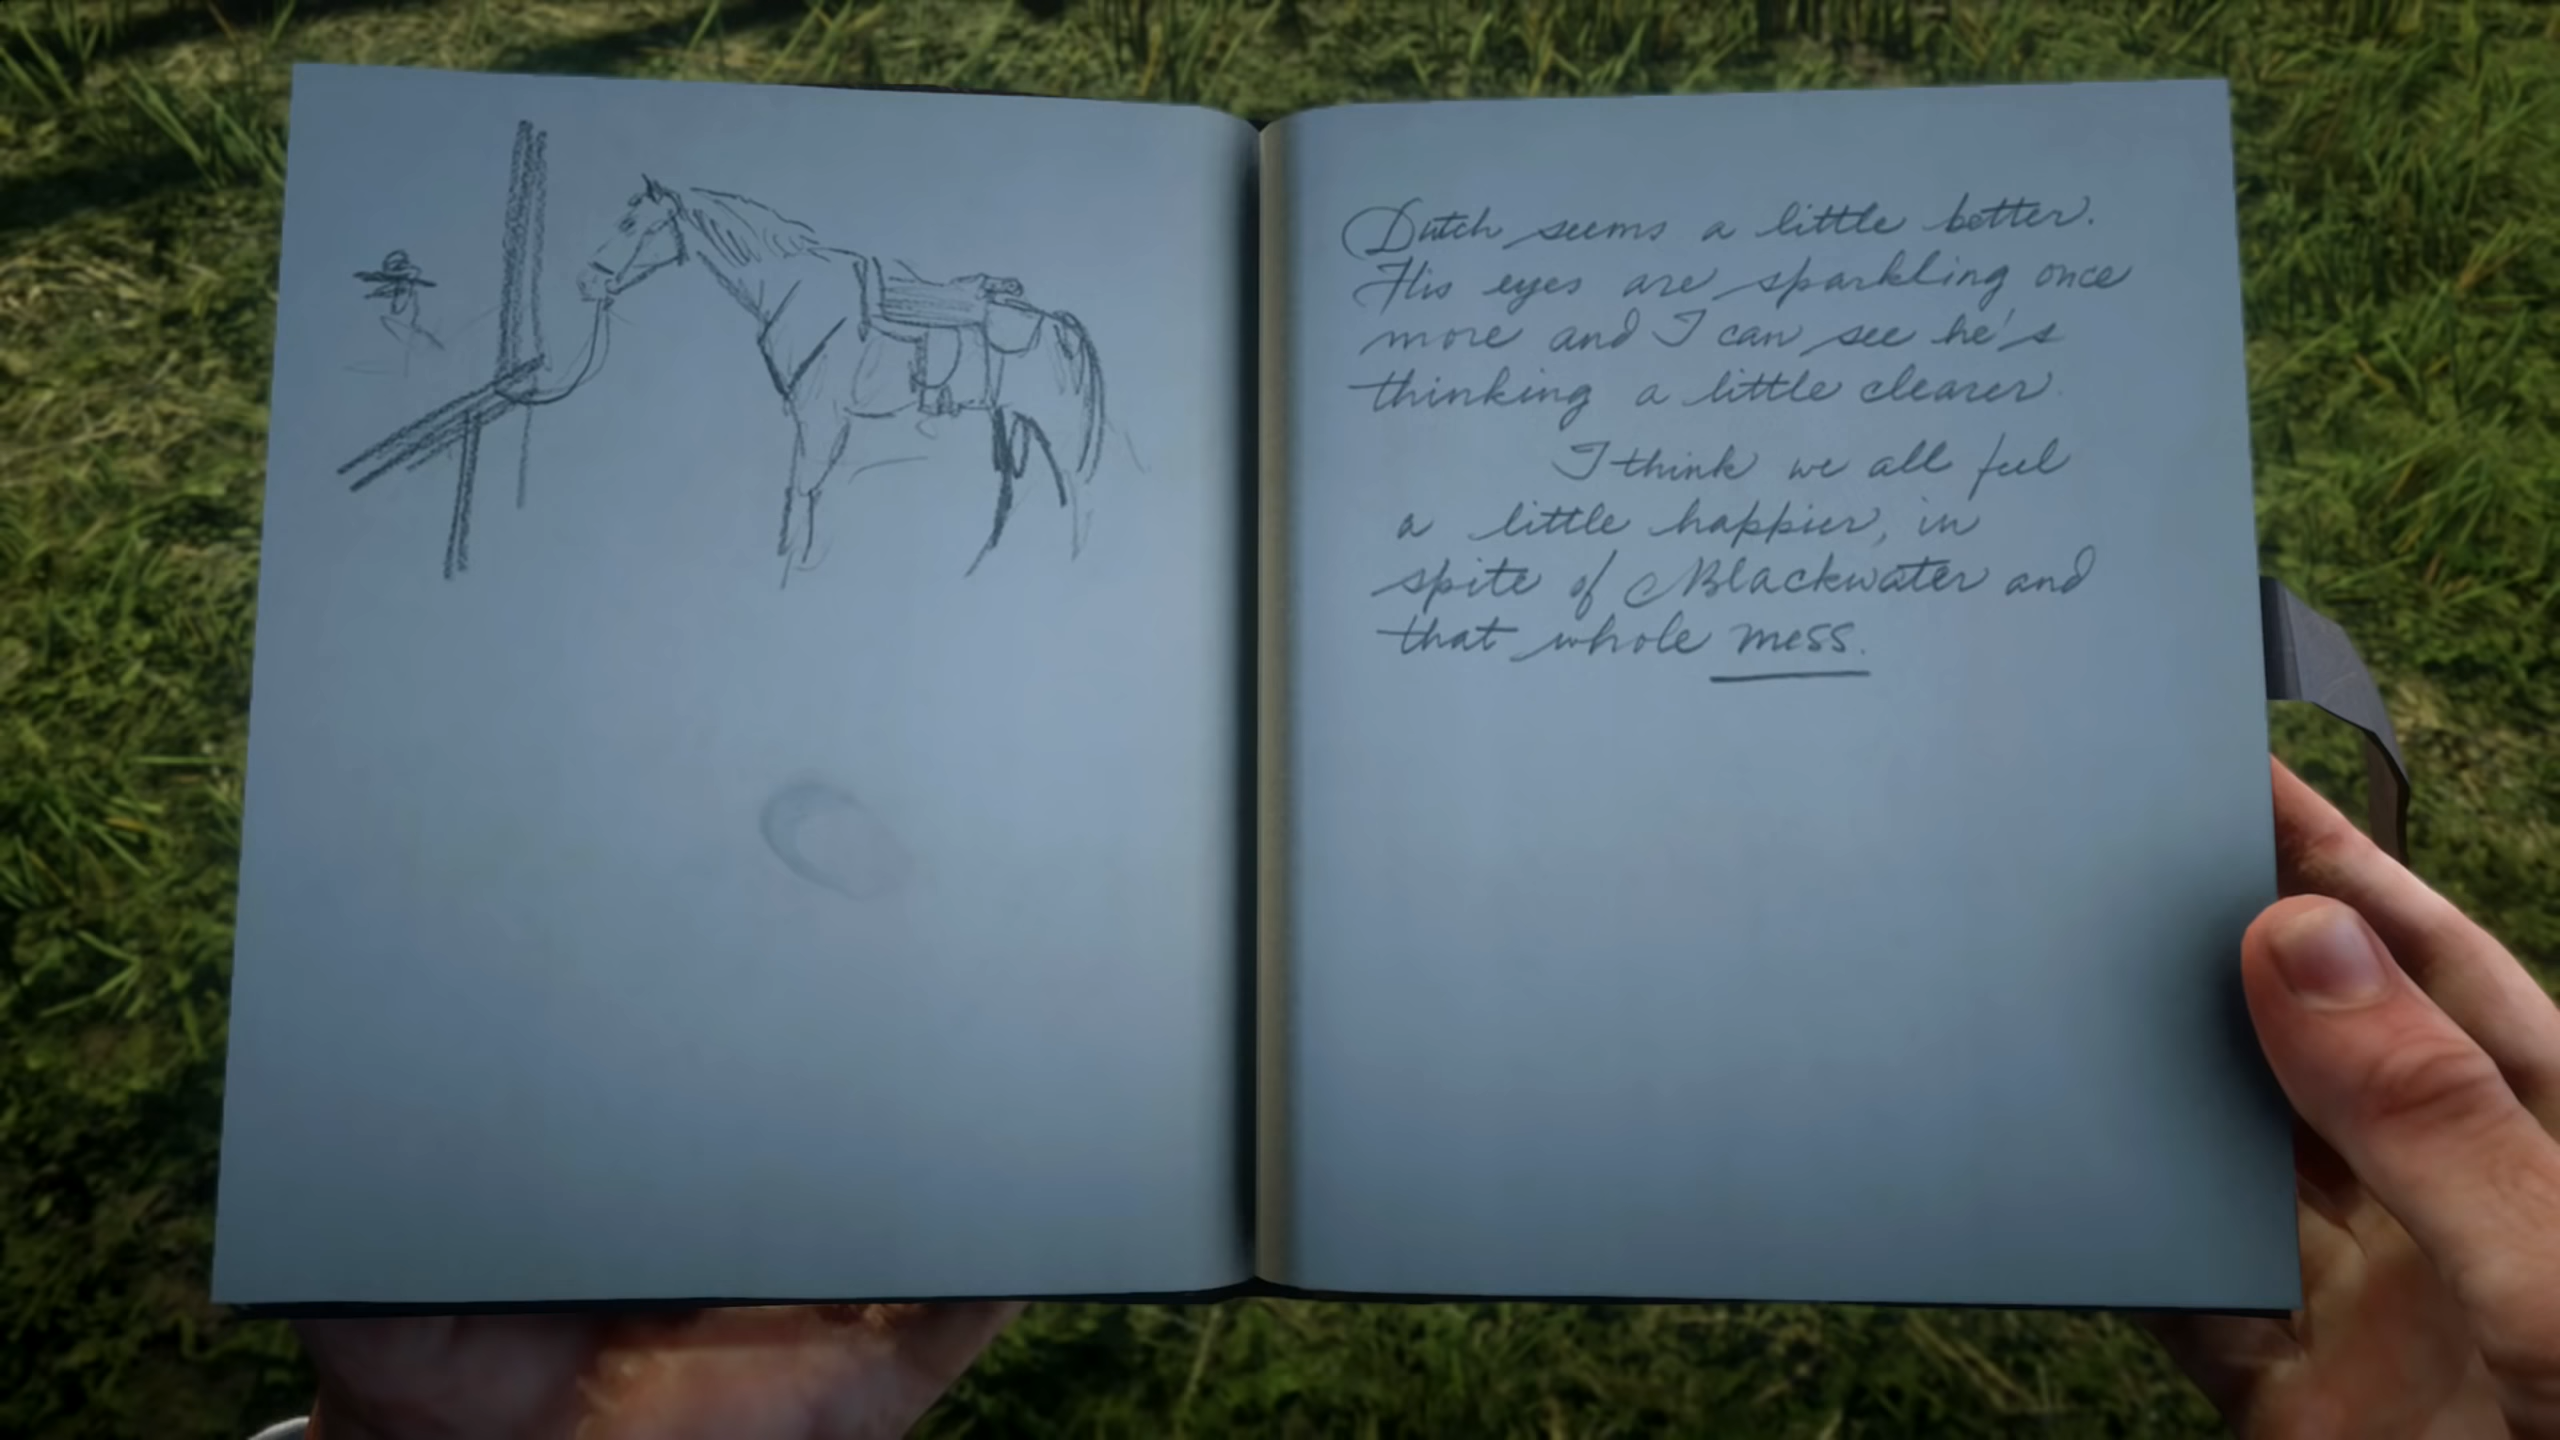 Dutch seems a little better.
His eyes are sparkling once
more and I can see he's
thinking a little clearer.
I think we all feel
a little happier, in
spite of Blackwater and
that whole mess.